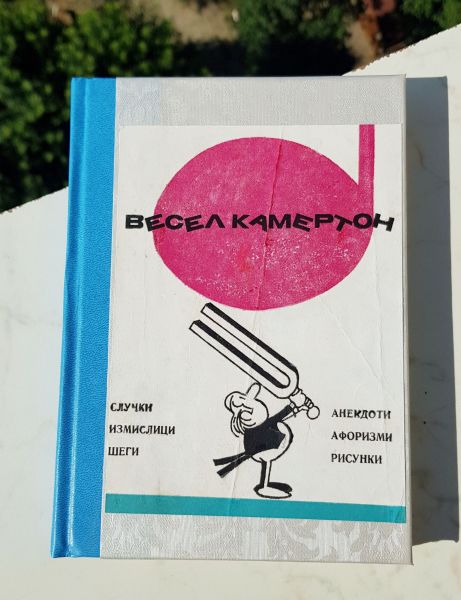 ВЕСЕЛ КАМЕРТОН
СЛУЧКИ
ИЗМИСЛИЦИ
ШЕГИ
АНЕКДОТИ
АФОРИЗМИ
РИСУНКИ